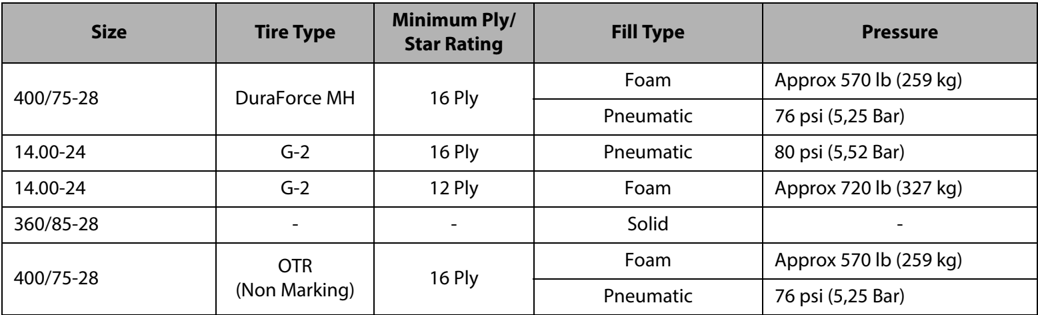 Size Tire Type Minimum Ply/ Star Rating Fill Type Pressure
400/75-28 DuraForce MH 16 Ply Foam Approx 570 lb (259 kg)
Pneumatic 76 psi (5,25 Bar)
14.00-24 G-2 16 Ply Pneumatic 80 psi (5,52 Bar)
14.00-24 G-2 12 Ply Foam Approx 720 lb (327 kg)
360/85-28 - - Solid -
400/75-28 OTR (Non Marking) 16 Ply Foam Approx 570 lb (259 kg)
Pneumatic 76 psi (5,25 Bar)